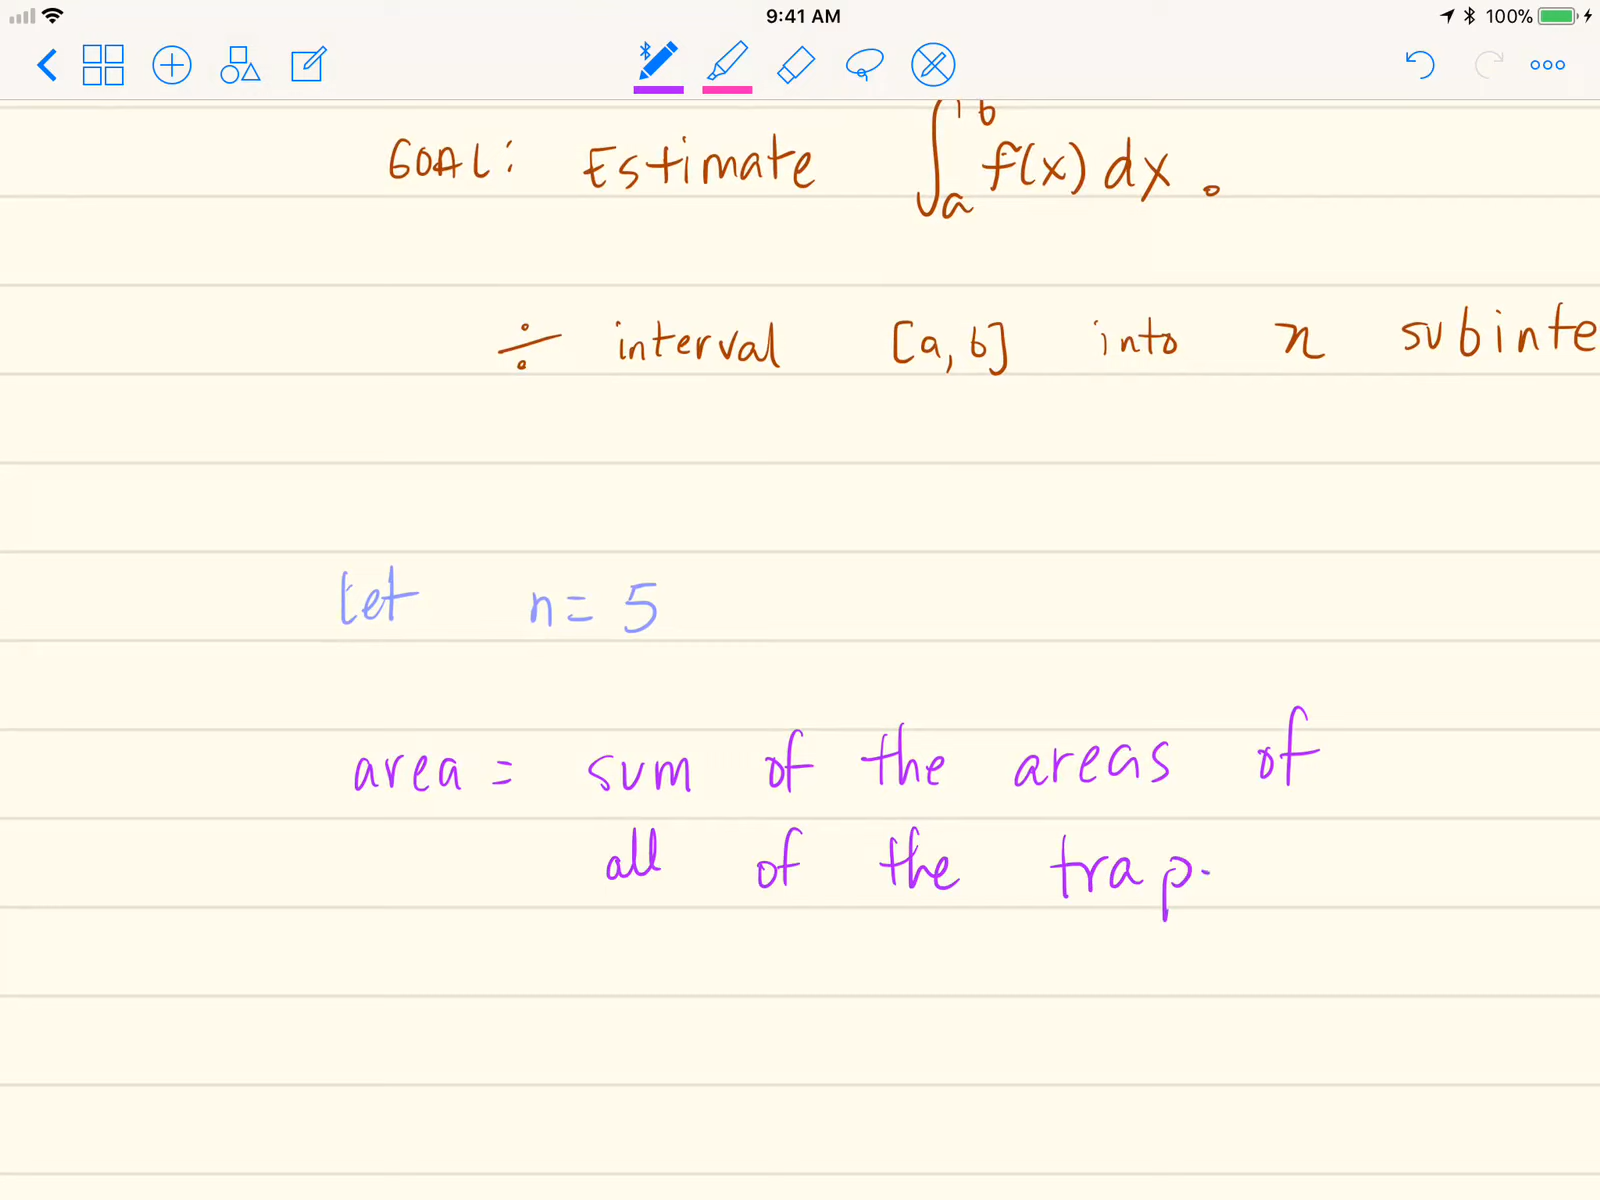 9:41 AM
100%
GOAL: Estimate ∫_a^b f(x) dx.
÷ interval [a, b] into n subinte
let n = 5
area = sum of the areas of
all of the trap.